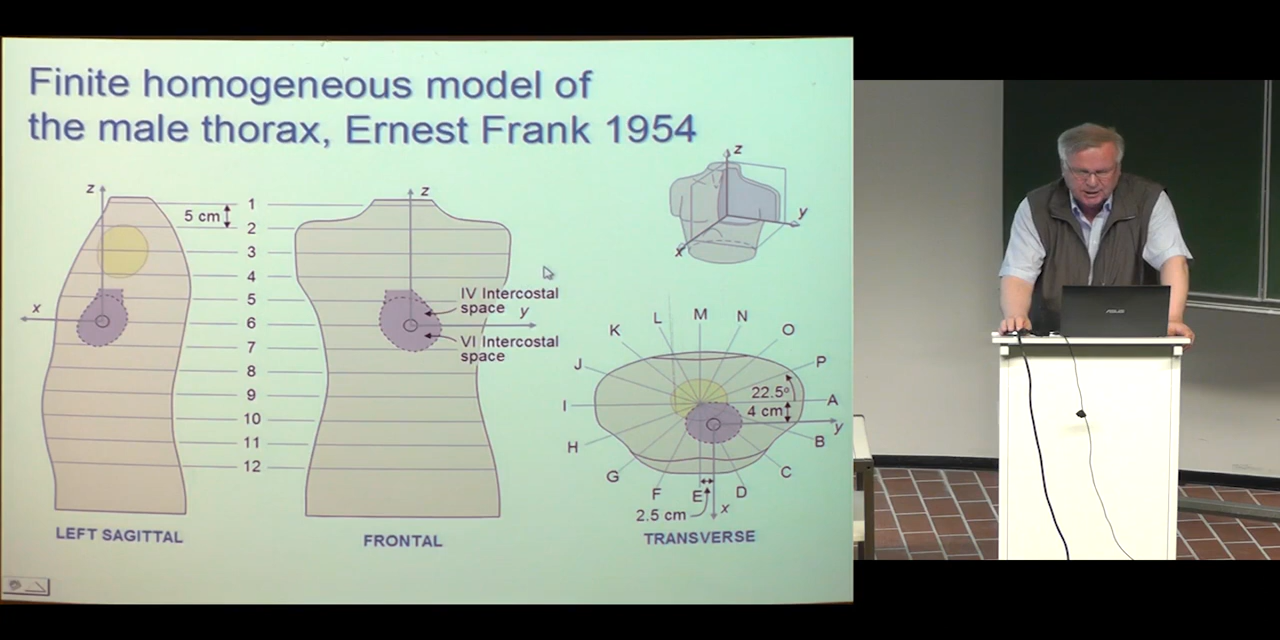 Finite homogeneous model of
the male thorax, Ernest Frank 1954
z
z
z
y
x
5 cm
1
2
3
4
5
6
7
8
9
10
11
12
x
IV Intercostal
space
y
VI Intercostal
space
K
L
M
N
O
J
P
I
22.5°
A
4 cm
y
H
B
G
C
F
E
D
2.5 cm
x
LEFT SAGITTAL
FRONTAL
TRANSVERSE
ASUS